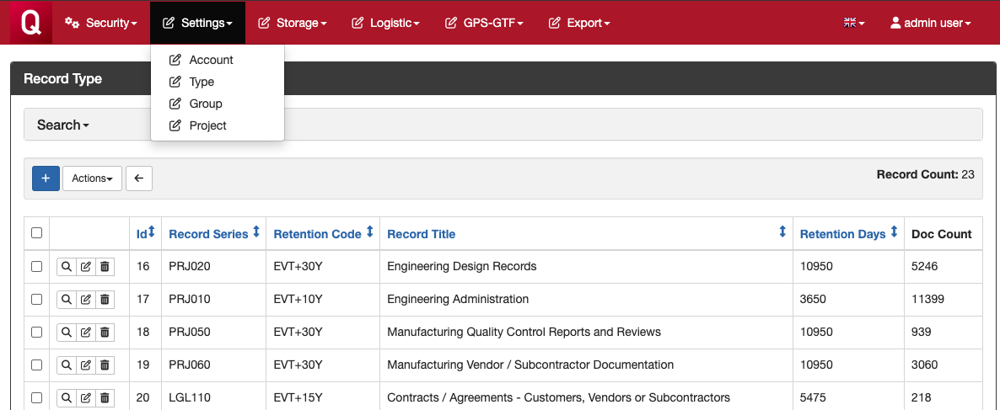 Q Security Settings Storage Logistic GPS-GTF Export admin user
Account
Type
Group
Project
Record Type
Search
+ Actions Record Count: 23
Id Record Series Retention Code Record Title Retention Days Doc Count
16 PRJ020 EVT+30Y Engineering Design Records 10950 5246
17 PRJ010 EVT+10Y Engineering Administration 3650 11399
18 PRJ050 EVT+30Y Manufacturing Quality Control Reports and Reviews 10950 939
19 PRJ060 EVT+30Y Manufacturing Vendor / Subcontractor Documentation 10950 3060
20 LGL110 EVT+15Y Contracts / Agreements - Customers, Vendors or Subcontractors 5475 218